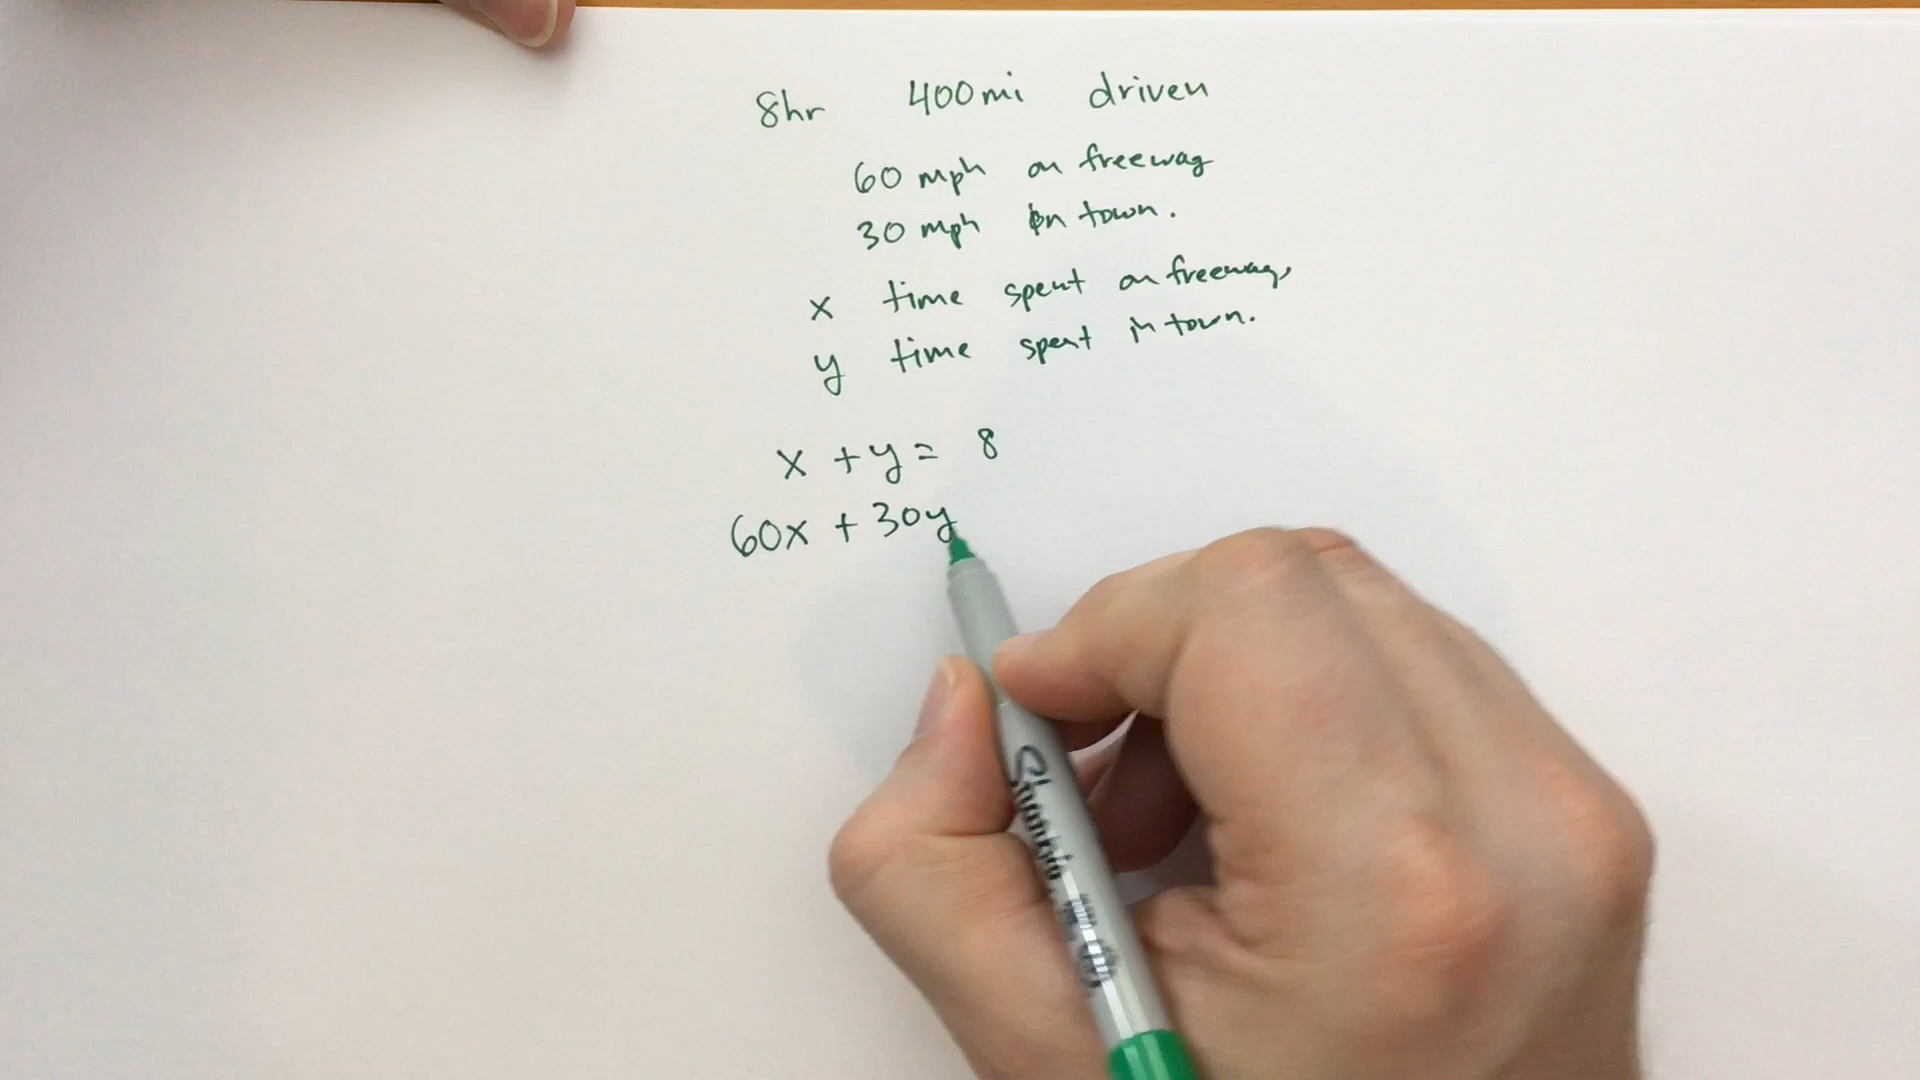 8hr 400mi driven
60 mph on freeway
30 mph in town.
x time spent on freeway,
y time spent in town.
x + y = 8
60x + 30y
Sharpie